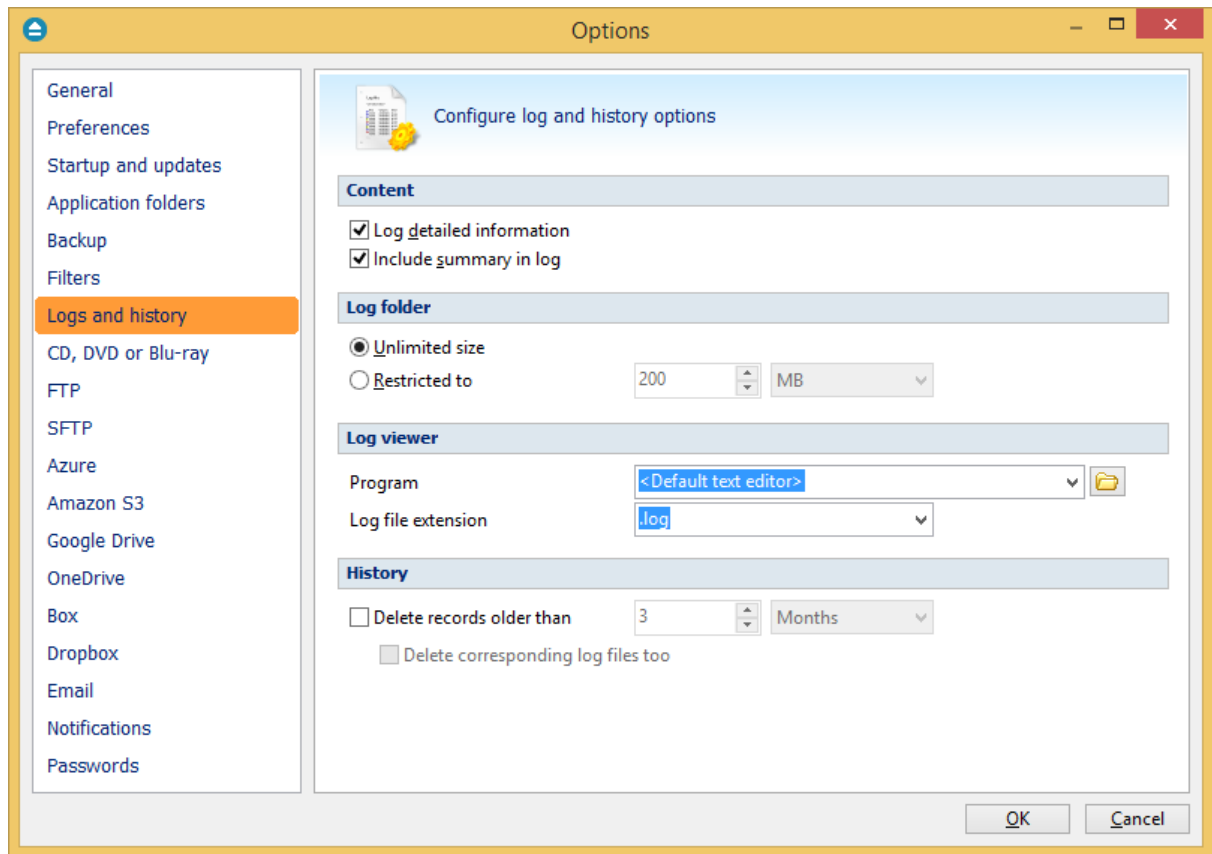 Options
General
Preferences
Startup and updates
Application folders
Backup
Filters
Logs and history
CD, DVD or Blu-ray
FTP
SFTP
Azure
Amazon S3
Google Drive
OneDrive
Box
Dropbox
Email
Notifications
Passwords
Configure log and history options
Content
Log detailed information
Include summary in log
Log folder
Unlimited size
Restricted to 200 MB
Log viewer
Program <Default text editor>
Log file extension .log
History
Delete records older than 3 Months
Delete corresponding log files too
OK Cancel